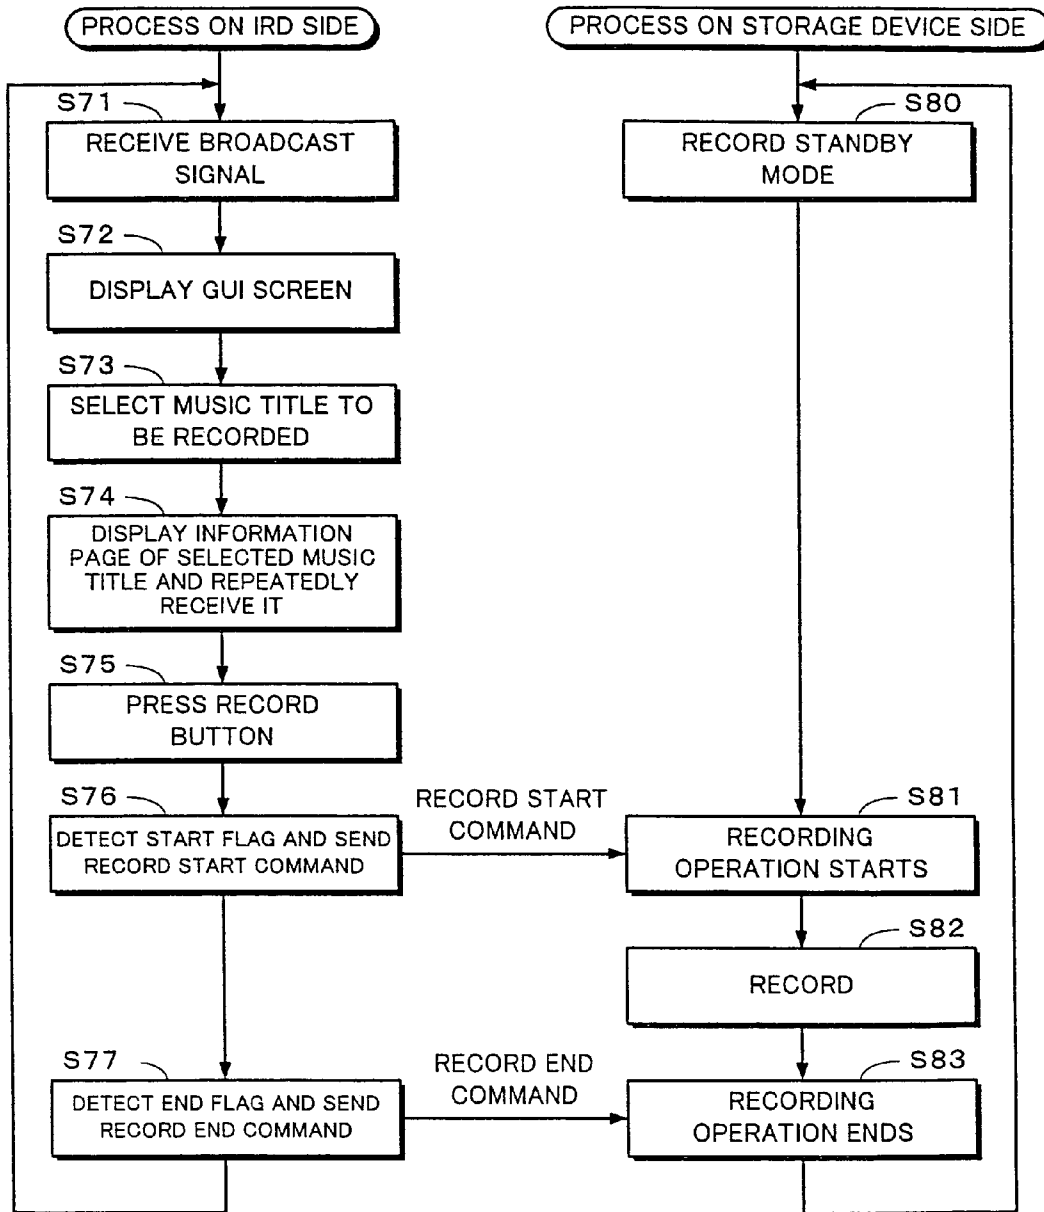 PROCESS ON IRD SIDE
PROCESS ON STORAGE DEVICE SIDE
S71
RECEIVE BROADCAST
SIGNAL
S80
RECORD STANDBY
MODE
S72
DISPLAY GUI SCREEN
S73
SELECT MUSIC TITLE TO
BE RECORDED
S74
DISPLAY INFORMATION
PAGE OF SELECTED MUSIC
TITLE AND REPEATEDLY
RECEIVE IT
S75
PRESS RECORD
BUTTON
S76
DETECT START FLAG AND SEND
RECORD START COMMAND
RECORD START
COMMAND
S81
RECORDING
OPERATION STARTS
S82
RECORD
S77
DETECT END FLAG AND SEND
RECORD END COMMAND
RECORD END
COMMAND
S83
RECORDING
OPERATION ENDS